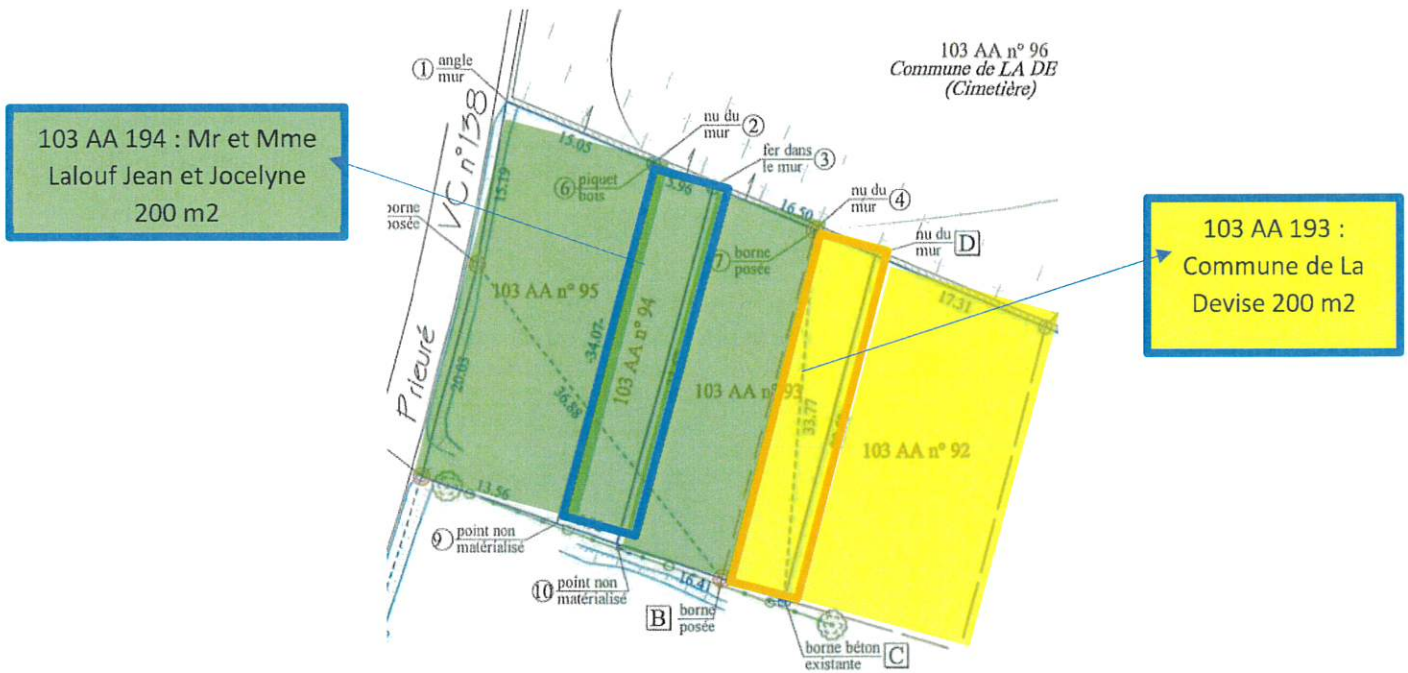 103 AA n° 96
Commune de LA DE
(Cimetière)
① angle
mur
103 AA 194 : Mr et Mme
Lalouf Jean et Jocelyne
200 m2
VC n° 138
Prieuré
15.05
nu du ②
mur
fer dans ③
le mur
⑥ piquet
bois
16.50
nu du ④
mur
nu du D
mur
103 AA 193 :
Commune de La
Devise 200 m2
15.19
borne
posée
⑦ borne
posée
17.31
103 AA n° 95
103 AA n° 94
-34.07-
36.88
20.03
103 AA n° 93
33.77
103 AA n° 92
13.56
⑨ point non
matérialisé
⑩ point non
matérialisé
16.41
B borne
posée
borne béton C
existante